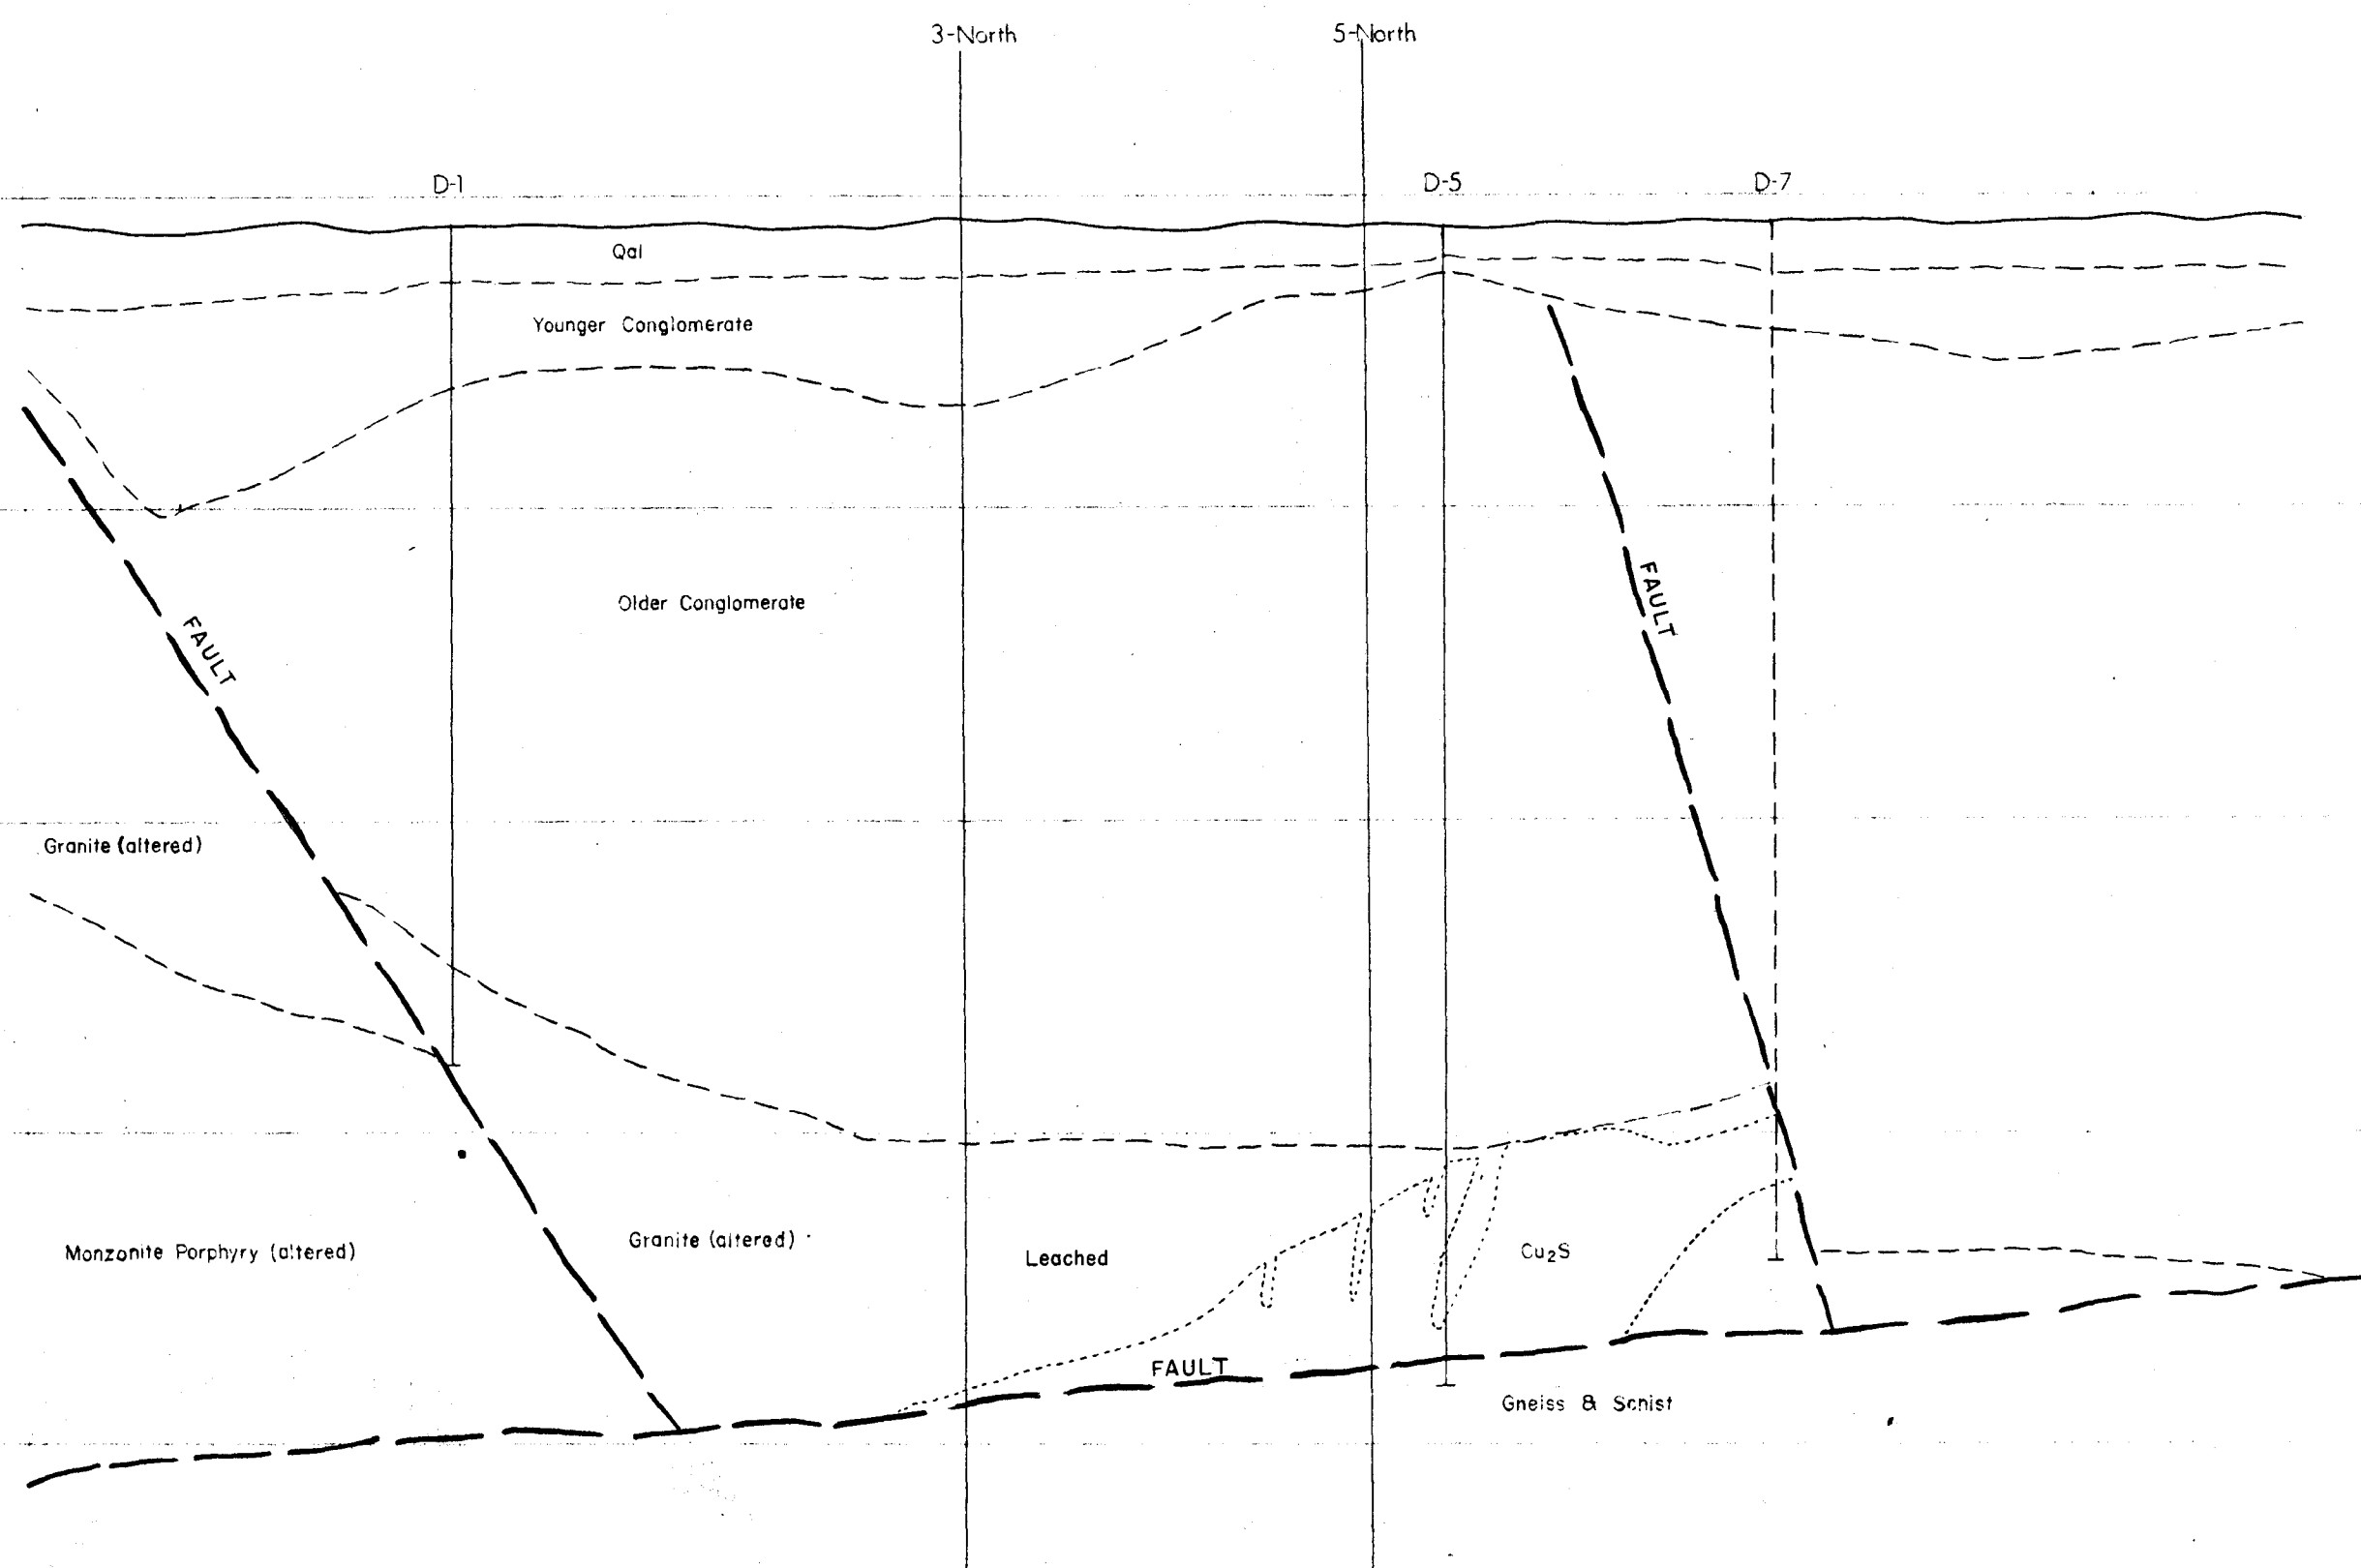 3-North
5-North
D-1
D-5
D-7
Qal
Younger Conglomerate
Older Conglomerate
FAULT
FAULT
Granite (altered)
Monzonite Porphyry (altered)
Granite (altered)
Leached
Cu₂S
FAULT
Gneiss & Schist